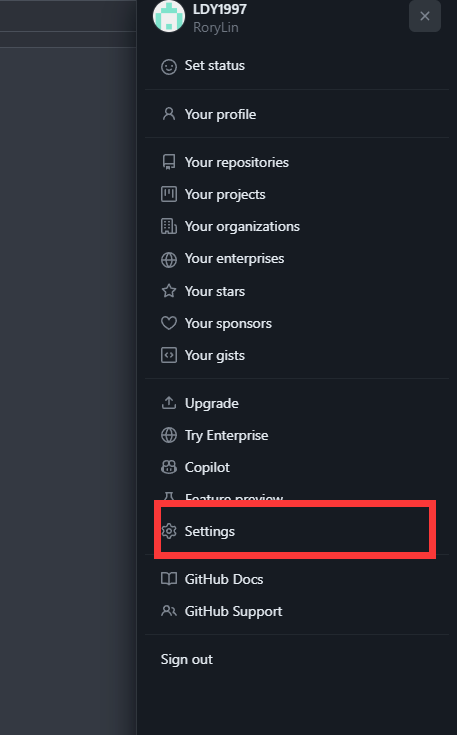 LDY1997
RoryLin
Set status
Your profile
Your repositories
Your projects
Your organizations
Your enterprises
Your stars
Your sponsors
Your gists
Upgrade
Try Enterprise
Copilot
Feature preview
Settings
GitHub Docs
GitHub Support
Sign out